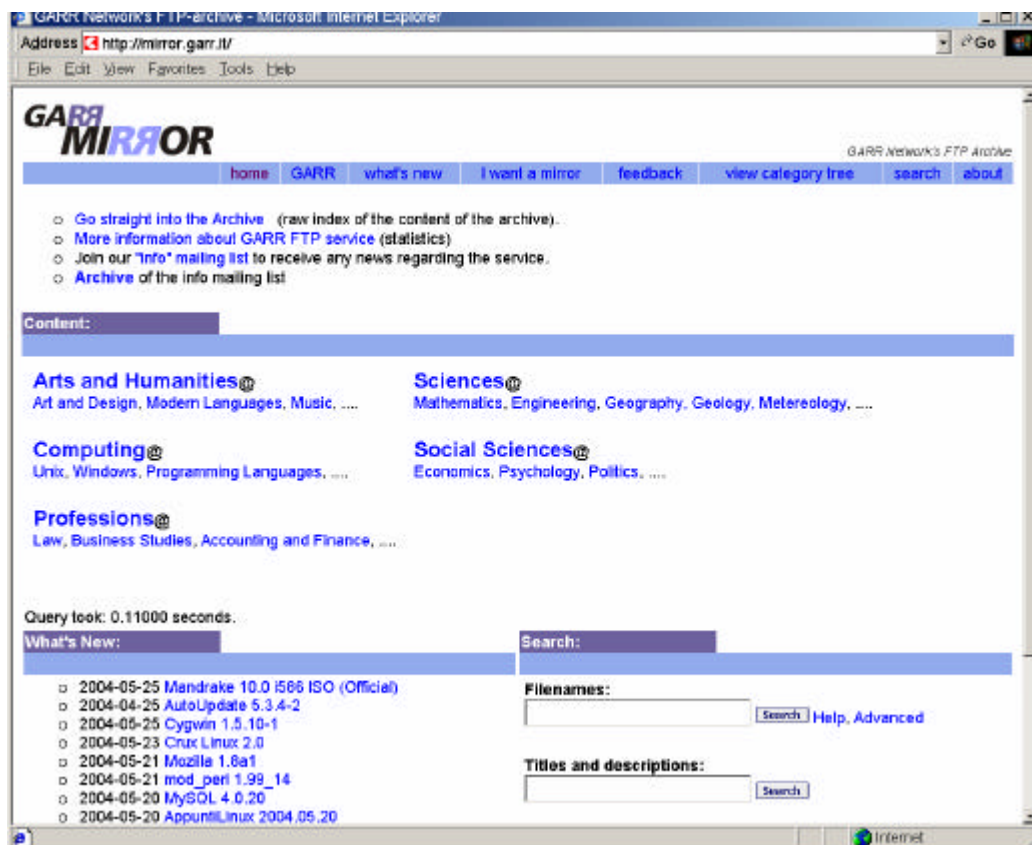 GARR Network's FTP-archive - Microsoft Internet Explorer
Address http://mirror.garr.it/ Go
File Edit View Favorites Tools Help
GARR
MIRROR
GARR Network's FTP Archive
home GARR what's new I want a mirror feedback view category tree search about
Go straight into the Archive (raw index of the content of the archive).
More information about GARR FTP service (statistics)
Join our "info" mailing list to receive any news regarding the service.
Archive of the info mailing list
Content:
Arts and Humanities@ Sciences@
Art and Design, Modern Languages, Music, .... Mathematics, Engineering, Geography, Geology, Metereology, ....
Computing@ Social Sciences@
Unix, Windows, Programming Languages, .... Economics, Psychology, Politics, ....
Professions@
Law, Business Studies, Accounting and Finance, ....
Query took: 0.11000 seconds.
What's New: Search:
2004-05-25 Mandrake 10.0 i586 ISO (Official) Filenames:
2004-04-25 AutoUpdate 5.3.4-2
2004-05-25 Cygwin 1.5.10-1 Search Help, Advanced
2004-05-23 Crux Linux 2.0
2004-05-21 Mozilla 1.8a1 Titles and descriptions:
2004-05-21 mod_perl 1.99_14
2004-05-20 MySQL 4.0.20 Search
2004-05-20 AppuntiLinux 2004.05.20
Internet